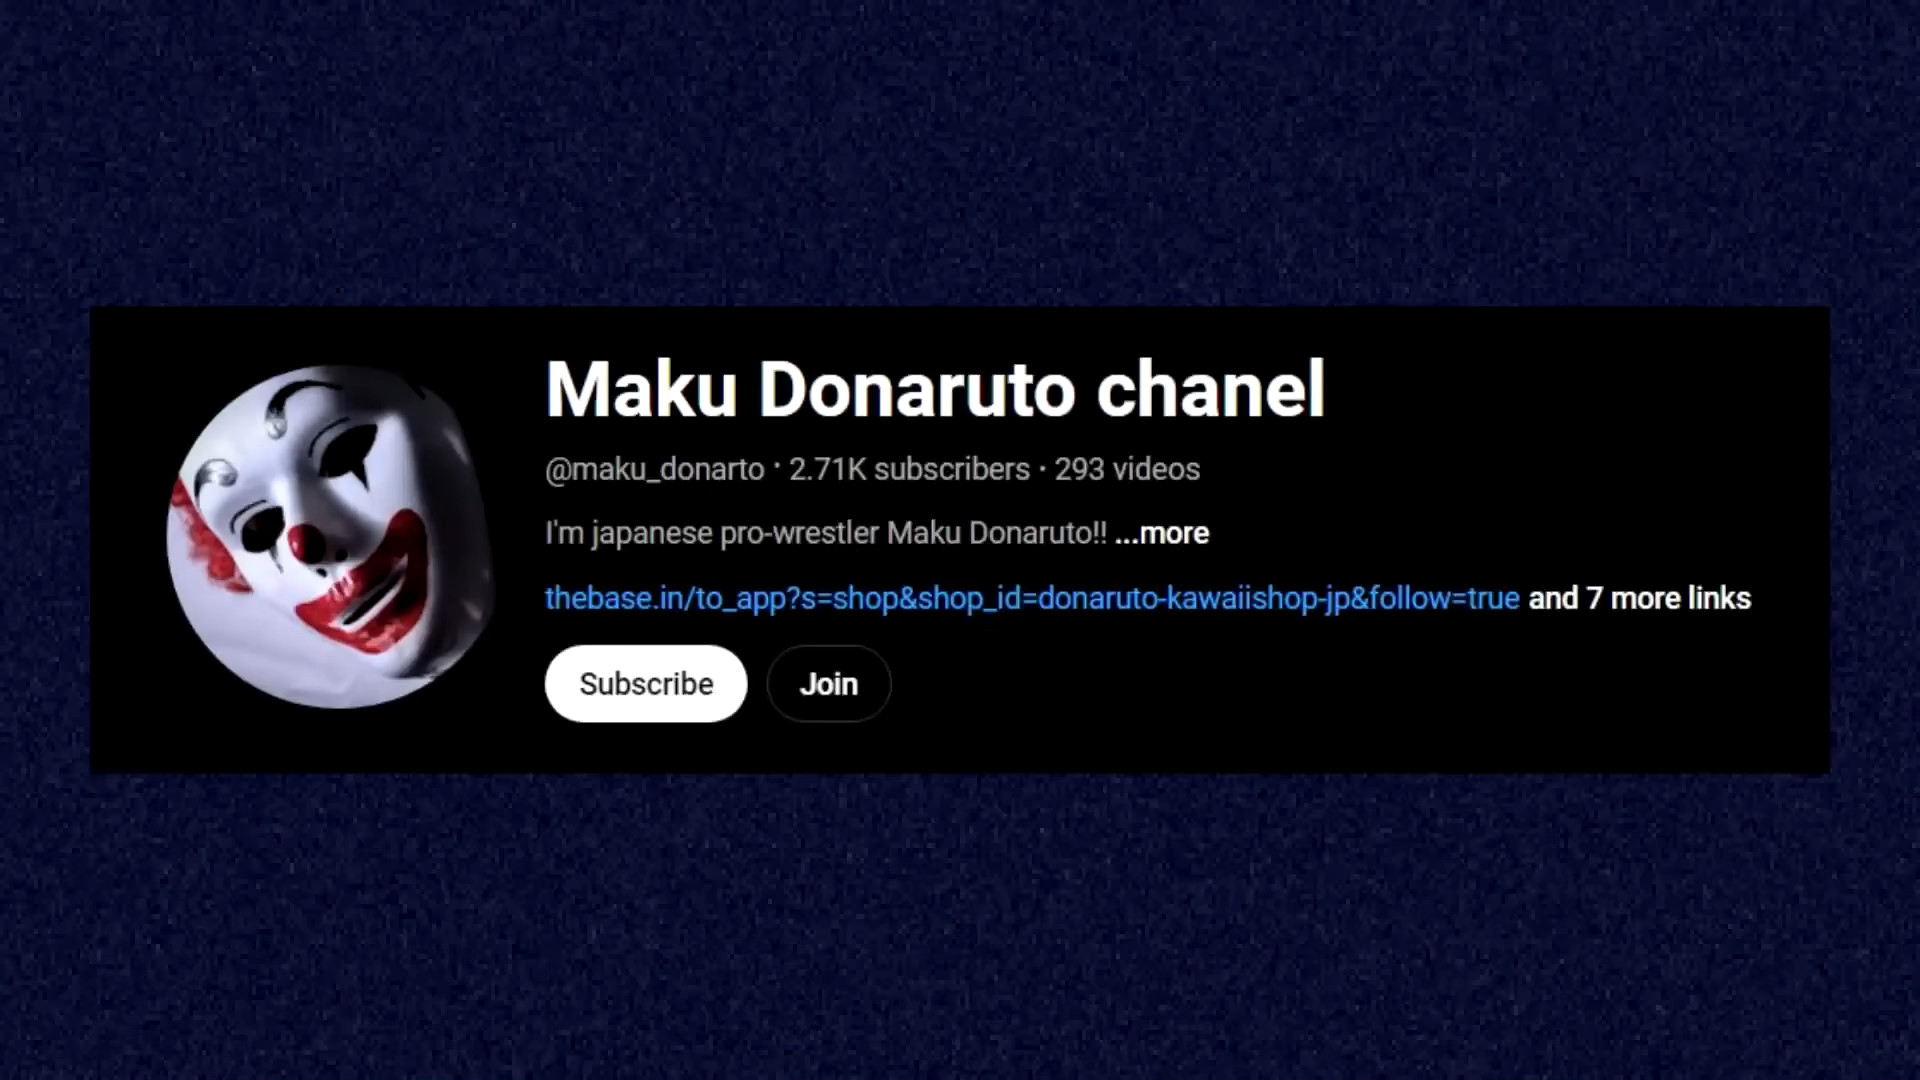 Maku Donaruto chanel
@maku_donarto · 2.71K subscribers · 293 videos
I'm japanese pro-wrestler Maku Donaruto!! ...more
thebase.in/to_app?s=shop&shop_id=donaruto-kawaiishop-jp&follow=true and 7 more links
Subscribe Join